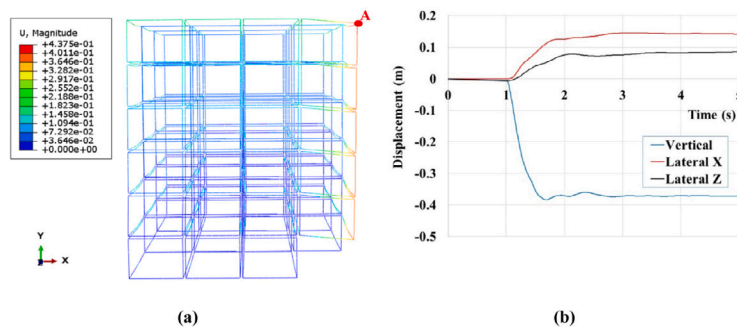 U, Magnitude
+4.375e-01
+4.011e-01
+3.646e-01
+3.282e-01
+2.917e-01
+2.552e-01
+2.188e-01
+1.823e-01
+1.458e-01
+1.094e-01
+7.292e-02
+3.646e-02
+0.000e+00
A
Y
X
(a)
Displacement (m)
0.2
0.1
0
-0.1
-0.2
-0.3
-0.4
-0.5
0 1 2 3 4 5
Time (s)
Vertical
Lateral X
Lateral Z
(b)